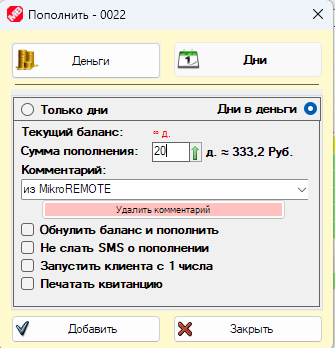 Пополнить - 0022
Деньги
Дни
Только дни
Дни в деньги
Текущий баланс: ∞ д.
Сумма пополнения: 20 д. ≈ 333,2 Руб.
Комментарий:
из MikroREMOTE
Удалить комментарий
Обнулить баланс и пополнить
Не слать SMS о пополнении
Запустить клиента с 1 числа
Печатать квитанцию
Добавить
Закрыть